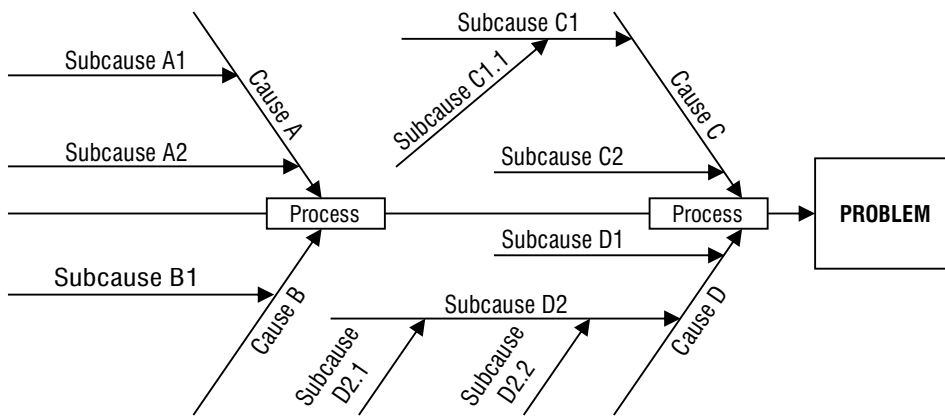 Subcause C1
Subcause A1
Cause A
Subcause C1.1
Cause C
Subcause A2
Subcause C2
Process
Process
PROBLEM
Subcause D1
Subcause B1
Cause B
Subcause D2
Cause D
Subcause
D2.1
Subcause
D2.2